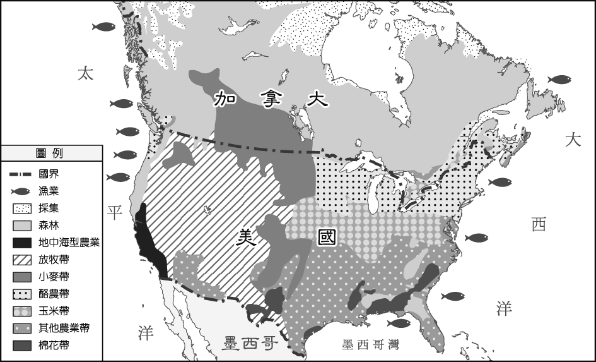 加拿大
太
平
洋
大
西
洋
美國
墨西哥
墨西哥灣
圖例
國界
漁業
採集
森林
地中海型農業
放牧帶
小麥帶
酪農帶
玉米帶
其他農業帶
棉花帶